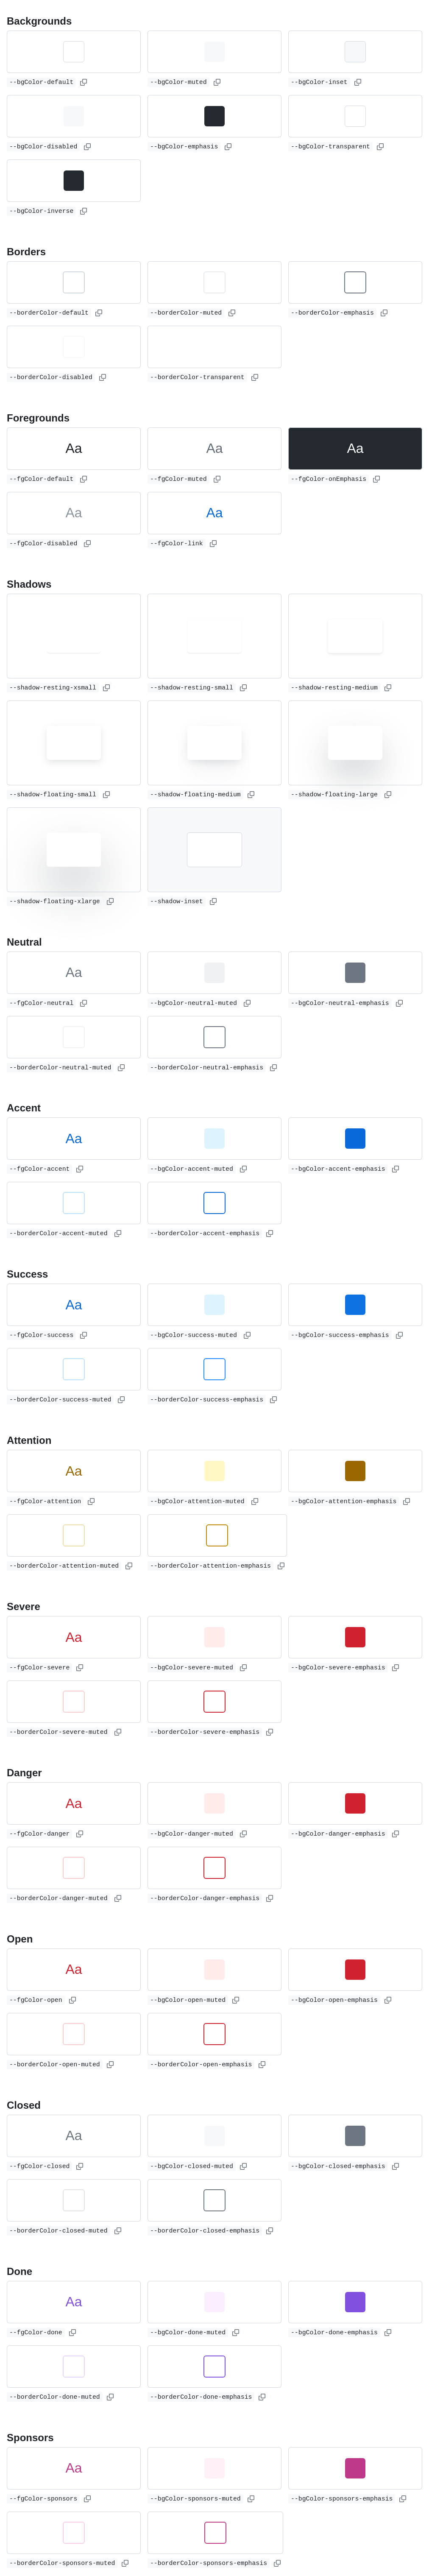 Backgrounds
--bgColor-default --bgColor-muted --bgColor-inset
--bgColor-disabled --bgColor-emphasis --bgColor-transparent
--bgColor-inverse
Borders
--borderColor-default --borderColor-muted --borderColor-emphasis
--borderColor-disabled --borderColor-transparent
Foregrounds
Aa Aa Aa
--fgColor-default --fgColor-muted --fgColor-onEmphasis
Aa Aa
--fgColor-disabled --fgColor-link
Shadows
--shadow-resting-xsmall --shadow-resting-small --shadow-resting-medium
--shadow-floating-small --shadow-floating-medium --shadow-floating-large
--shadow-floating-xlarge --shadow-inset
Neutral
Aa
--fgColor-neutral --bgColor-neutral-muted --bgColor-neutral-emphasis
--borderColor-neutral-muted --borderColor-neutral-emphasis
Accent
Aa
--fgColor-accent --bgColor-accent-muted --bgColor-accent-emphasis
--borderColor-accent-muted --borderColor-accent-emphasis
Success
Aa
--fgColor-success --bgColor-success-muted --bgColor-success-emphasis
--borderColor-success-muted --borderColor-success-emphasis
Attention
Aa
--fgColor-attention --bgColor-attention-muted --bgColor-attention-emphasis
--borderColor-attention-muted --borderColor-attention-emphasis
Severe
Aa
--fgColor-severe --bgColor-severe-muted --bgColor-severe-emphasis
--borderColor-severe-muted --borderColor-severe-emphasis
Danger
Aa
--fgColor-danger --bgColor-danger-muted --bgColor-danger-emphasis
--borderColor-danger-muted --borderColor-danger-emphasis
Open
Aa
--fgColor-open --bgColor-open-muted --bgColor-open-emphasis
--borderColor-open-muted --borderColor-open-emphasis
Closed
Aa
--fgColor-closed --bgColor-closed-muted --bgColor-closed-emphasis
--borderColor-closed-muted --borderColor-closed-emphasis
Done
Aa
--fgColor-done --bgColor-done-muted --bgColor-done-emphasis
--borderColor-done-muted --borderColor-done-emphasis
Sponsors
Aa
--fgColor-sponsors --bgColor-sponsors-muted --bgColor-sponsors-emphasis
--borderColor-sponsors-muted --borderColor-sponsors-emphasis